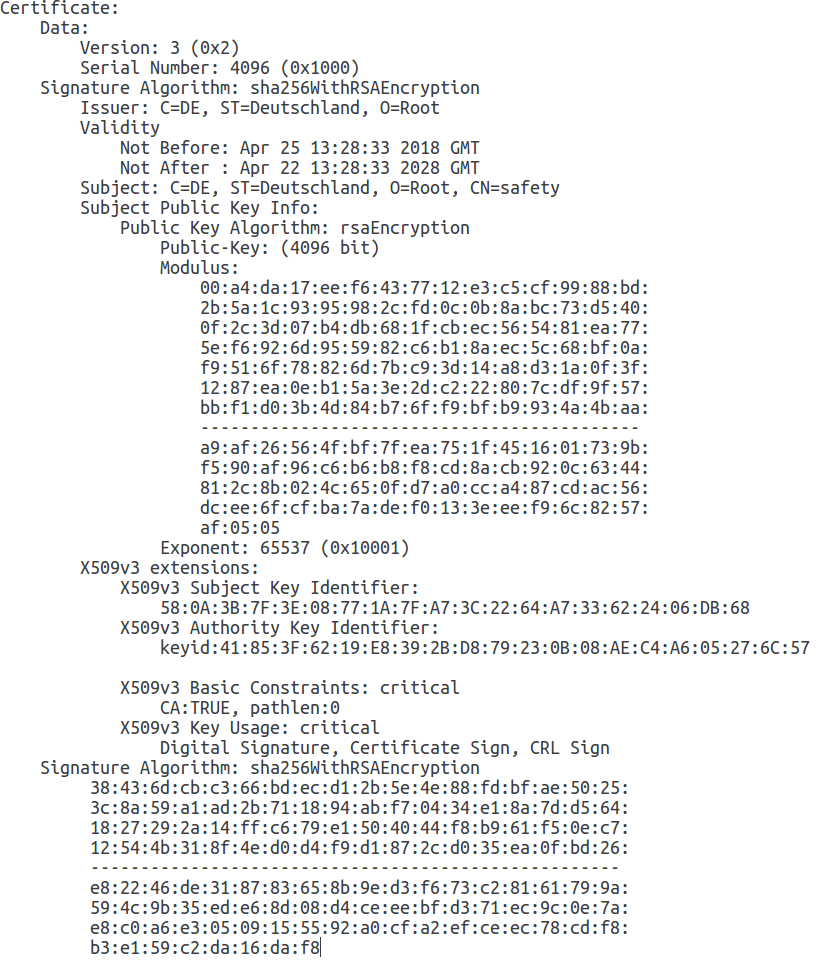 Certificate:
Data:
Version: 3 (0x2)
Serial Number: 4096 (0x1000)
Signature Algorithm: sha256WithRSAEncryption
Issuer: C=DE, ST=Deutschland, O=Root
Validity
Not Before: Apr 25 13:28:33 2018 GMT
Not After : Apr 22 13:28:33 2028 GMT
Subject: C=DE, ST=Deutschland, O=Root, CN=safety
Subject Public Key Info:
Public Key Algorithm: rsaEncryption
Public-Key: (4096 bit)
Modulus:
00:a4:da:17:ee:f6:43:77:12:e3:c5:cf:99:88:bd:
2b:5a:1c:93:95:98:2c:fd:0c:0b:8a:bc:73:d5:40:
0f:2c:3d:07:b4:db:68:1f:cb:ec:56:54:81:ea:77:
5e:f6:92:6d:95:59:82:c6:b1:8a:ec:5c:68:bf:0a:
f9:51:6f:78:82:6d:7b:c9:3d:14:a8:d3:1a:0f:3f:
12:87:ea:0e:b1:5a:3e:2d:c2:22:80:7c:df:9f:57:
bb:f1:d0:3b:4d:84:b7:6f:f9:bf:b9:93:4a:4b:aa:
--------------------------------------------
a9:af:26:56:4f:bf:7f:ea:75:1f:45:16:01:73:9b:
f5:90:af:96:c6:b6:b8:f8:cd:8a:cb:92:0c:63:44:
81:2c:8b:02:4c:65:0f:d7:a0:cc:a4:87:cd:ac:56:
dc:ee:6f:cf:ba:7a:de:f0:13:3e:ee:f9:6c:82:57:
af:05:05
Exponent: 65537 (0x10001)
X509v3 extensions:
X509v3 Subject Key Identifier:
58:0A:3B:7F:3E:08:77:1A:7F:A7:3C:22:64:A7:33:62:24:06:DB:68
X509v3 Authority Key Identifier:
keyid:41:85:3F:62:19:E8:39:2B:D8:79:23:0B:08:AE:C4:A6:05:27:6C:57
X509v3 Basic Constraints: critical
CA:TRUE, pathlen:0
X509v3 Key Usage: critical
Digital Signature, Certificate Sign, CRL Sign
Signature Algorithm: sha256WithRSAEncryption
38:43:6d:cb:c3:66:bd:ec:d1:2b:5e:4e:88:fd:bf:ae:50:25:
3c:8a:59:a1:ad:2b:71:18:94:ab:f7:04:34:e1:8a:7d:d5:64:
18:27:29:2a:14:ff:c6:79:e1:50:40:44:f8:b9:61:f5:0e:c7:
12:54:4b:31:8f:4e:d0:d4:f9:d1:87:2c:d0:35:ea:0f:bd:26:
-----------------------------------------------------
e8:22:46:de:31:87:83:65:8b:9e:d3:f6:73:c2:81:61:79:9a:
59:4c:9b:35:ed:e6:8d:08:d4:ce:ee:bf:d3:71:ec:9c:0e:7a:
e8:c0:a6:e3:05:09:15:55:92:a0:cf:a2:ef:ce:ec:78:cd:f8:
b3:e1:59:c2:da:16:da:f8